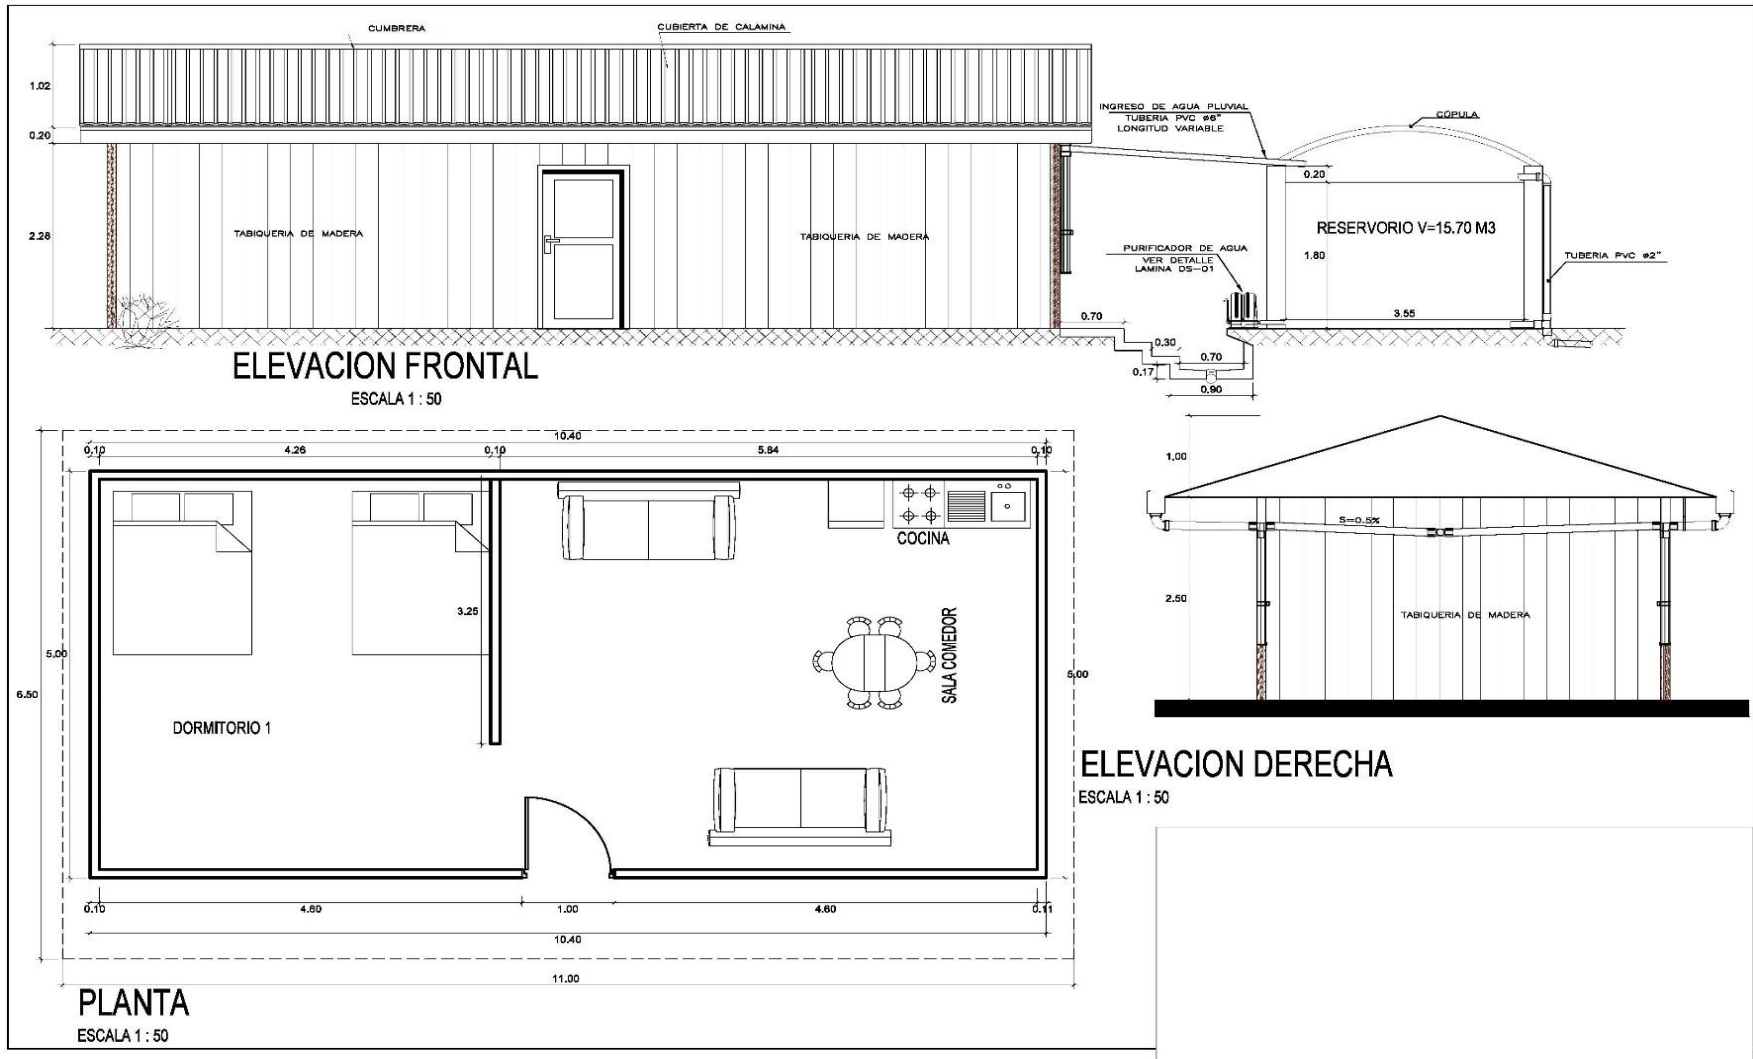 CUMBRERA
CUBIERTA DE CALAMINA
1.02
0.20
2.28
TABIQUERIA DE MADERA
TABIQUERIA DE MADERA
INGRESO DE AGUA PLUVIAL
TUBERIA PVC ø6"
LONGITUD VARIABLE
CÚPULA
0.20
RESERVORIO V=15.70 M3
1.80
PURIFICADOR DE AGUA
VER DETALLE
LAMINA DS-01
TUBERIA PVC ø2"
3.55
0.70
0.30
0.70
0.17
0.90
ELEVACION FRONTAL
ESCALA 1 : 50
10.40
0.10
4.26
0.10
5.84
0.10
COCINA
3.25
SALA COMEDOR
5.00
6.50
5.00
DORMITORIO 1
0.10
4.60
1.00
4.60
0.11
10.40
11.00
PLANTA
ESCALA 1 : 50
1,00
S=0.5%
2.50
TABIQUERIA DE MADERA
ELEVACION DERECHA
ESCALA 1 : 50